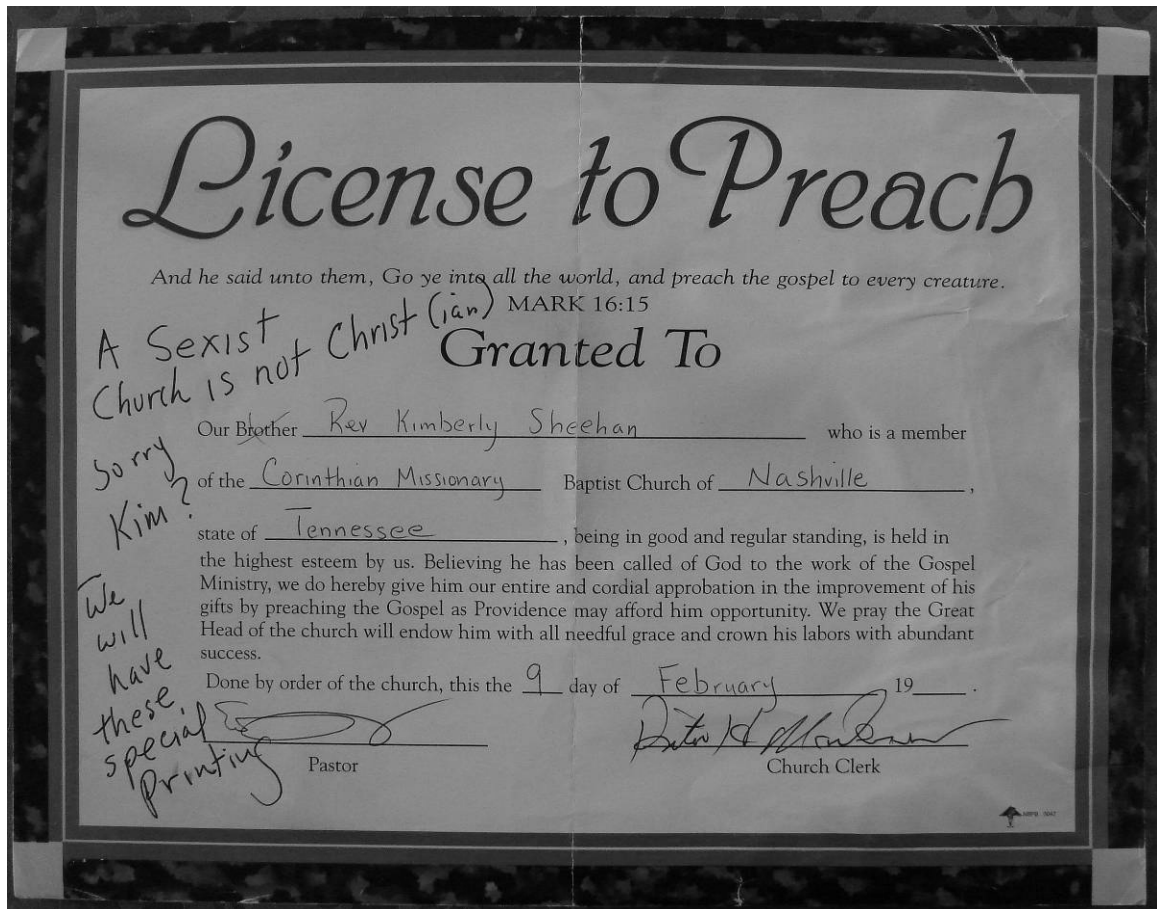 License to Preach
And he said unto them, Go ye into all the world, and preach the gospel to every creature.
MARK 16:15
Granted To
A Sexist
Church is not Christ (ian)
Sorry
Kim?
We
will
have
these
special
printing
Our Brother Rev Kimberly Sheehan who is a member
of the Corinthian Missionary Baptist Church of Nashville,
state of Tennessee, being in good and regular standing, is held in
the highest esteem by us. Believing he has been called of God to the work of the Gospel
Ministry, we do hereby give him our entire and cordial approbation in the improvement of his
gifts by preaching the Gospel as Providence may afford him opportunity. We pray the Great
Head of the church will endow him with all needful grace and crown his labors with abundant
success.
Done by order of the church, this the 9 day of February 19 .
Pastor
Church Clerk